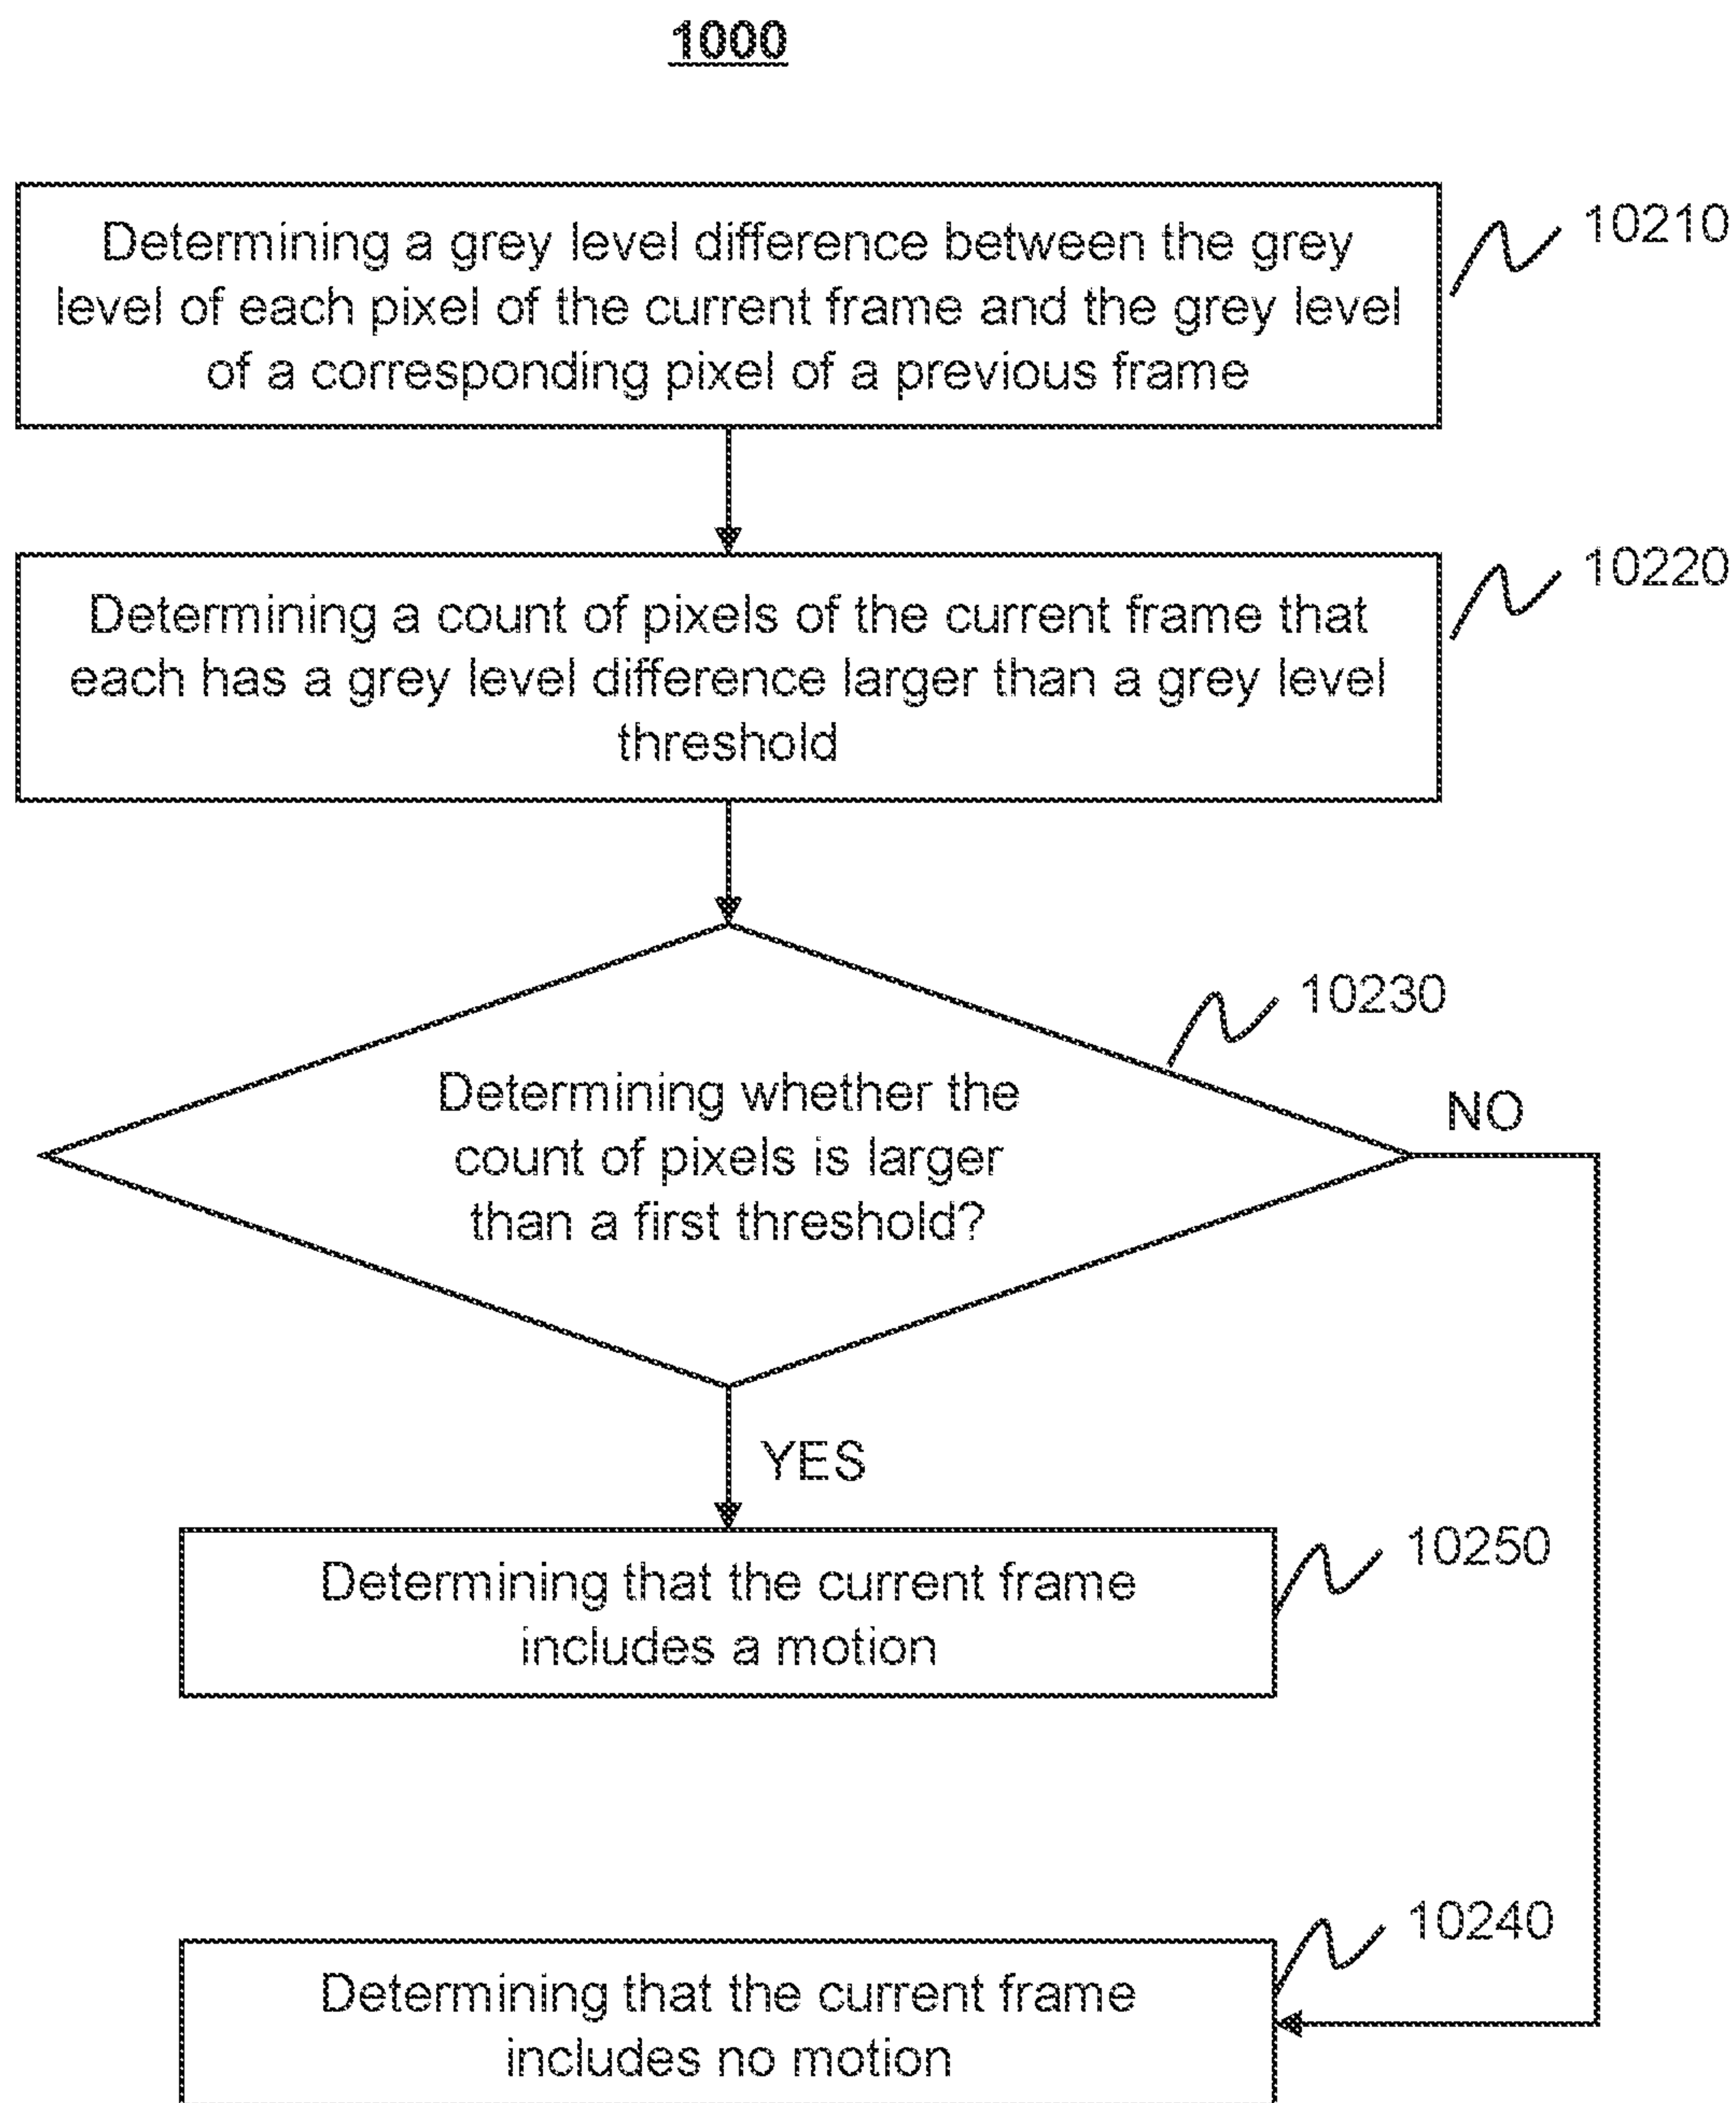 1000
Determining a grey level difference between the grey
level of each pixel of the current frame and the grey level
of a corresponding pixel of a previous frame
10210
Determining a count of pixels of the current frame that
each has a grey level difference larger than a grey level
threshold
10220
Determining whether the
count of pixels is larger
than a first threshold?
10230
NO
YES
Determining that the current frame
includes a motion
10250
Determining that the current frame
includes no motion
10240